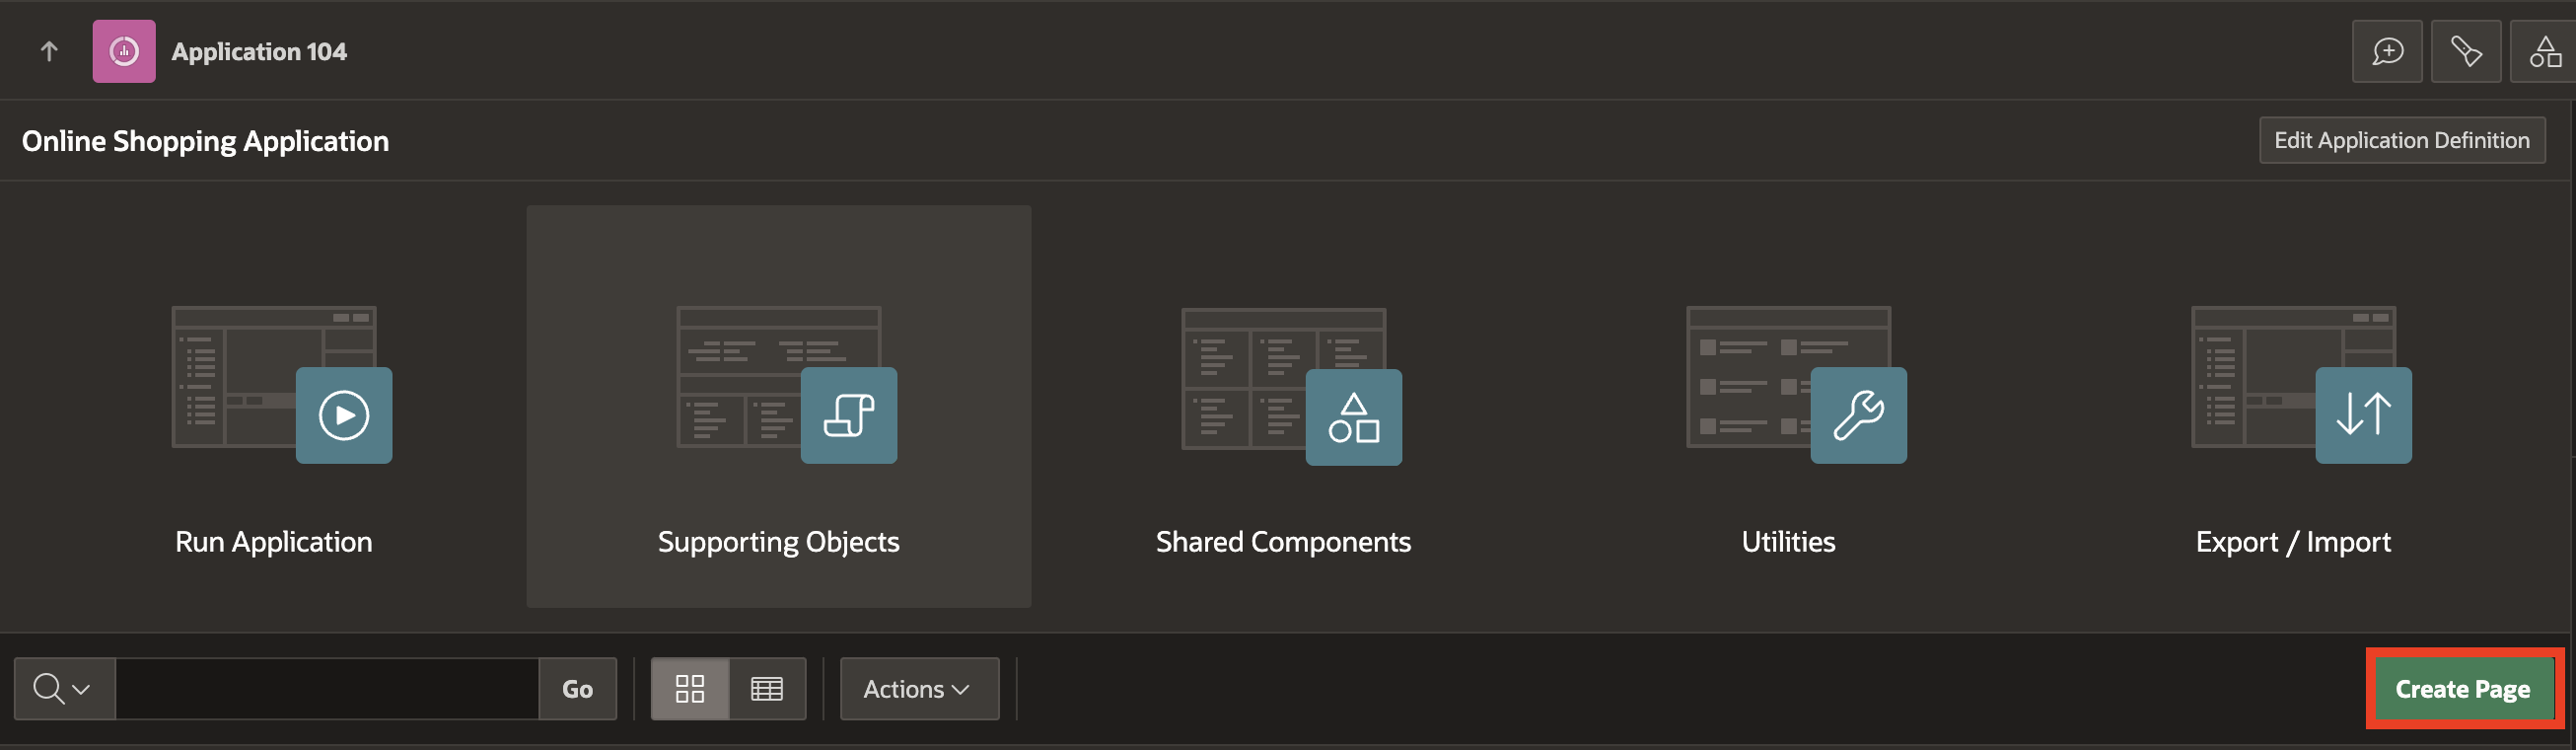 Application 104
Online Shopping Application
Edit Application Definition
Run Application
Supporting Objects
Shared Components
Utilities
Export / Import
Go
Actions
Create Page